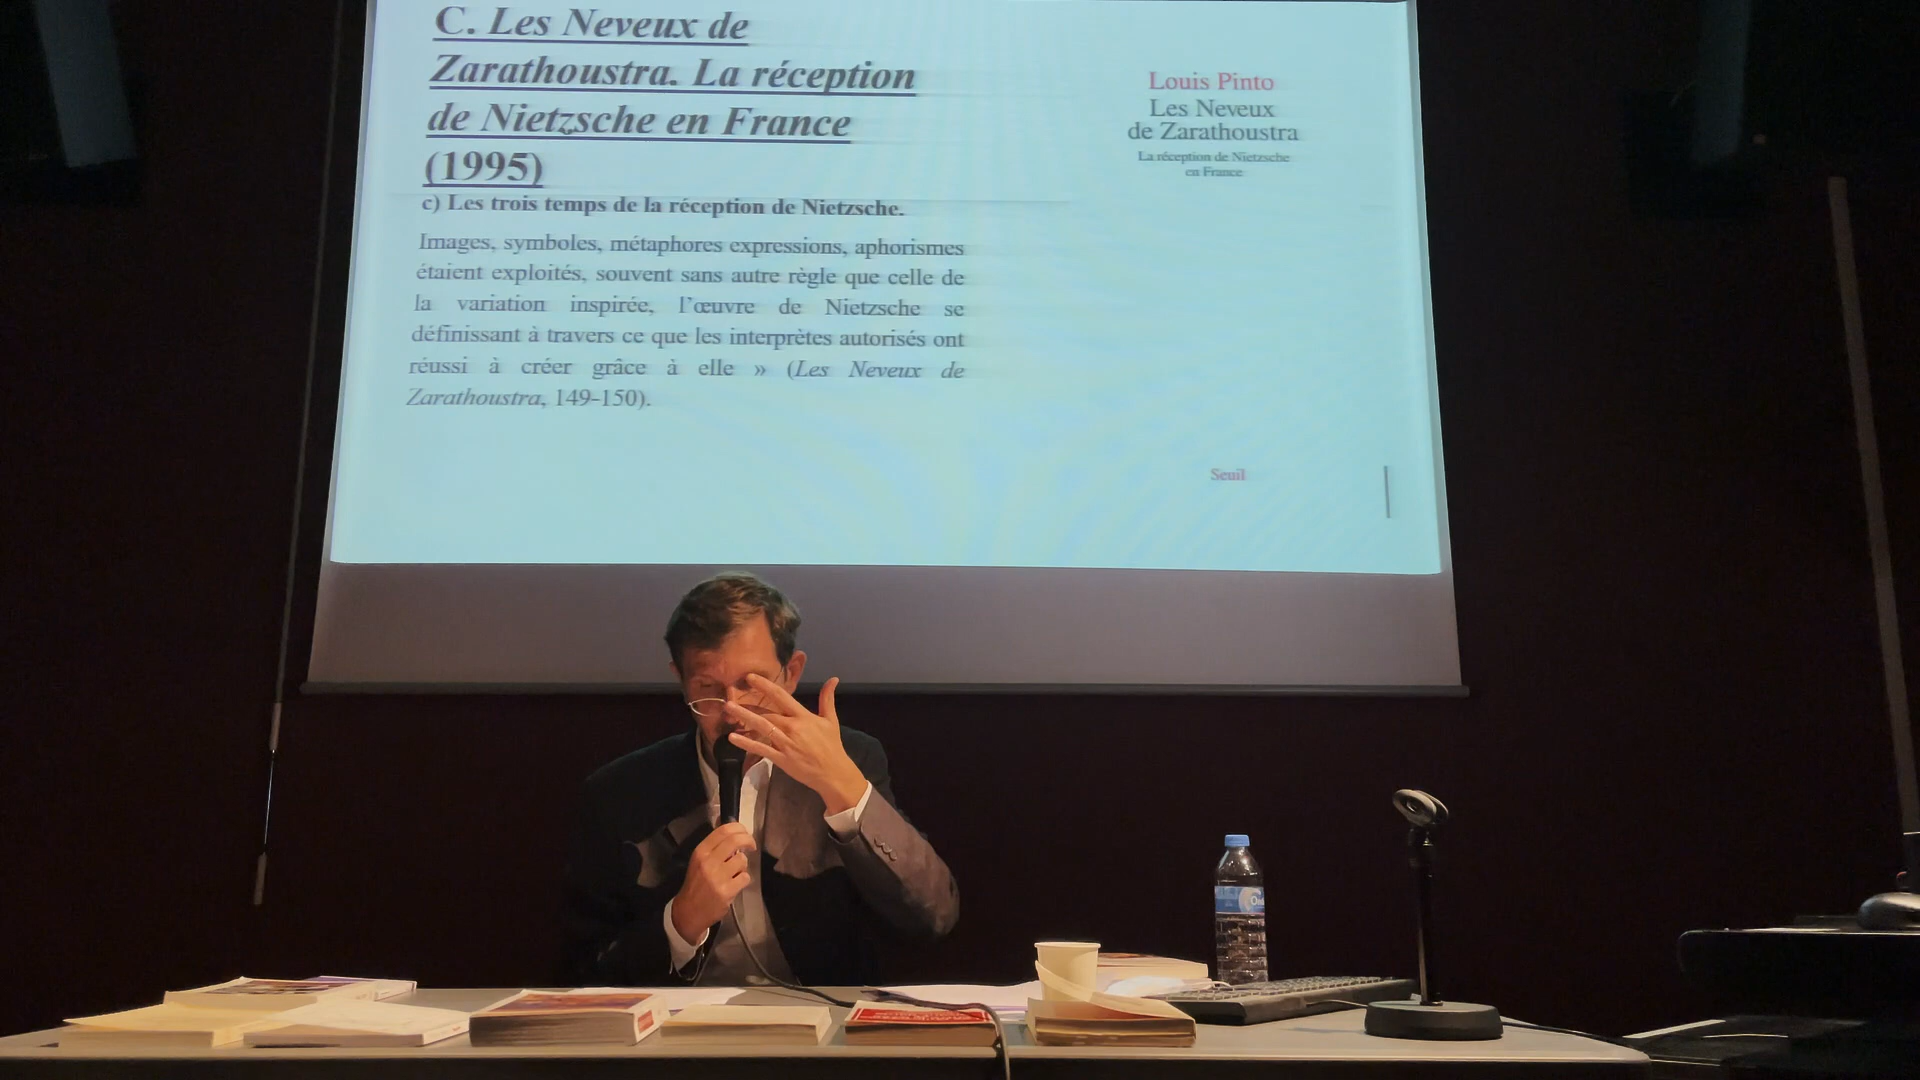 C. Les Neveux de
Zarathoustra. La réception
de Nietzsche en France
(1995)
c) Les trois temps de la réception de Nietzsche.
Images, symboles, métaphores expressions, aphorismes
étaient exploités, souvent sans autre règle que celle de
la variation inspirée, l'œuvre de Nietzsche se
définissant à travers ce que les interprètes autorisés ont
réussi à créer grâce à elle » (Les Neveux de
Zarathoustra, 149-150).
Louis Pinto
Les Neveux
de Zarathoustra
La réception de Nietzsche
en France
Seuil